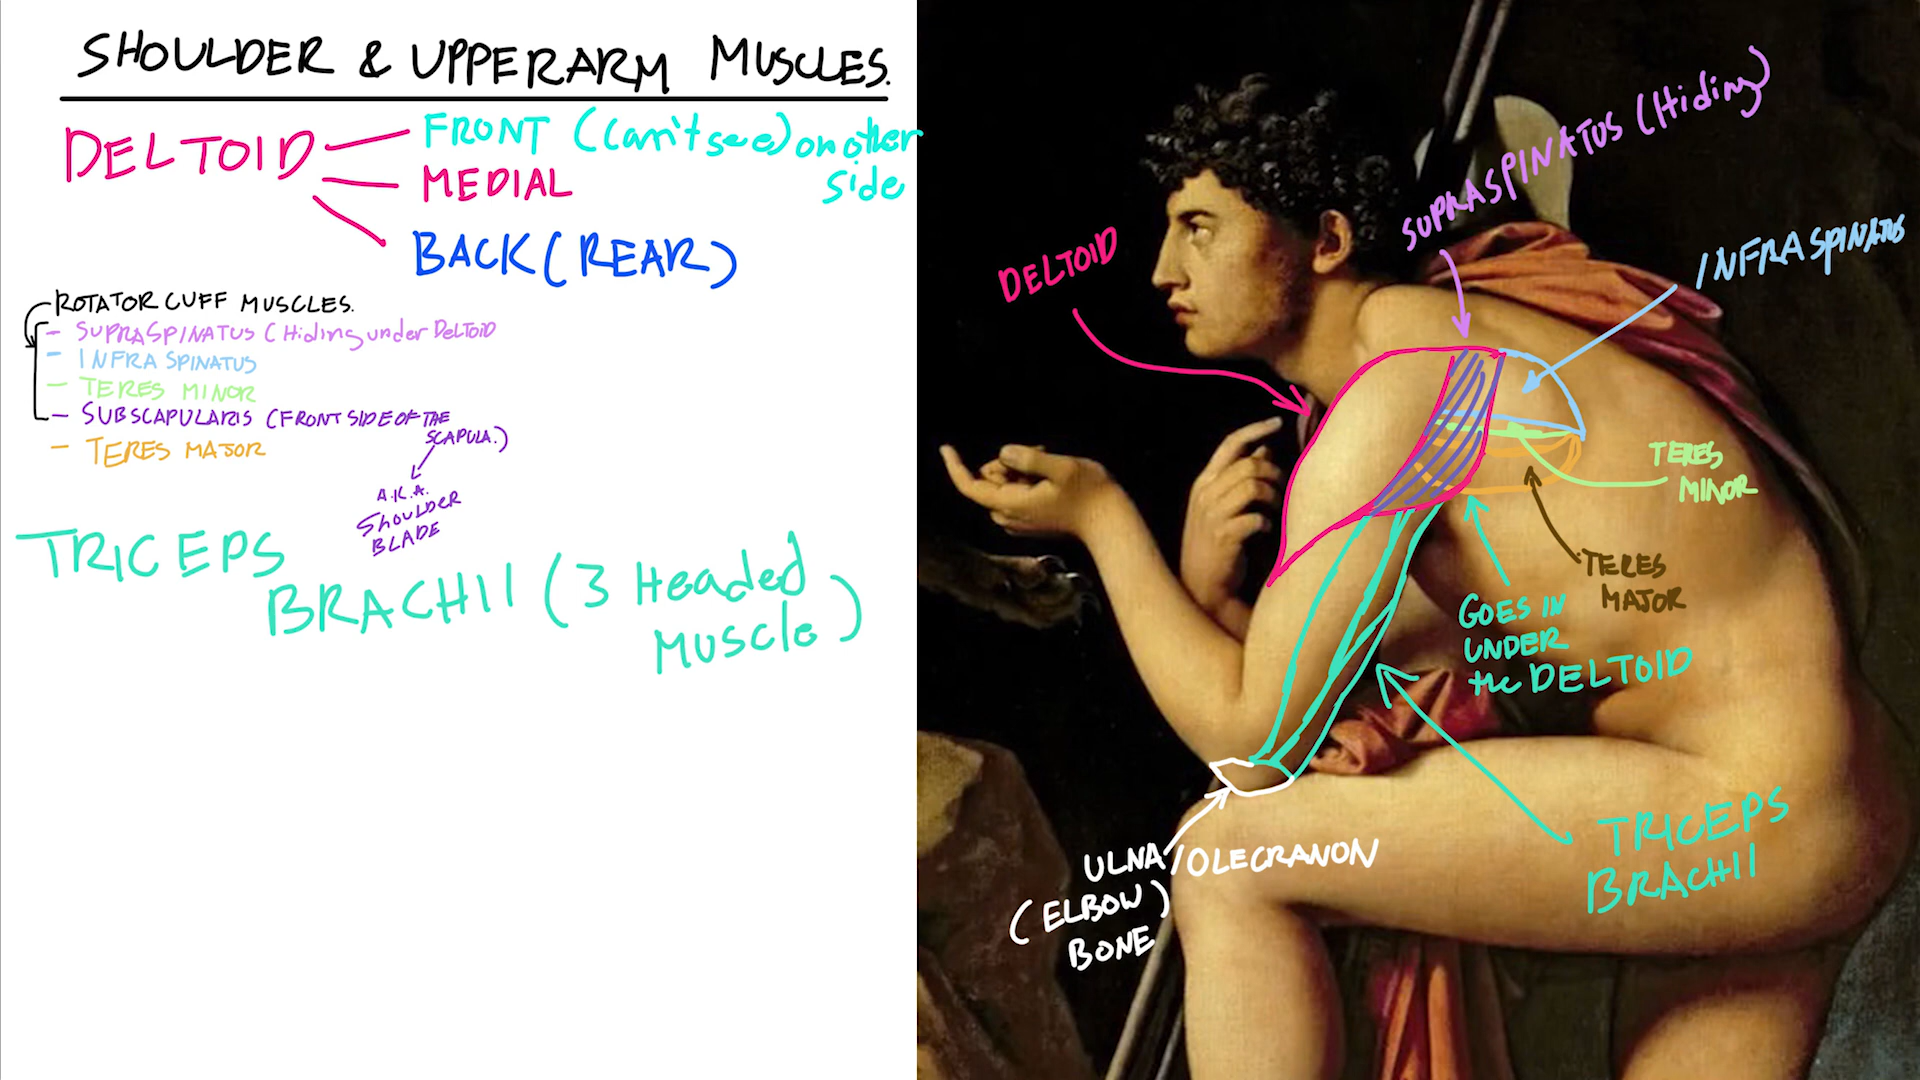 SHOULDER & UPPERARM MUSCLES.
DELTOID
FRONT (Can't see) on other
side
MEDIAL
BACK (REAR)
ROTATOR CUFF MUSCLES.
- SUPRASPINATUS (Hiding under DELTOID
- INFRA SPINATUS
- TERES MINOR
- SUBSCAPULARIS (FRONT SIDE OF THE
SCAPULA.)
- TERES MAJOR
A.K.A.
SHOULDER
BLADE
TRICEPS
BRACHII (3 Headed
MUSCLe)
DELTOID
SUPRASPINATUS (Hiding)
INFRASPINATUS
TERES
MINOR
TERES
MAJOR
GOES IN
UNDER
the DELTOID
TRICEPS
BRACHII
ULNA/OLECRANON
(ELBOW)
BONE